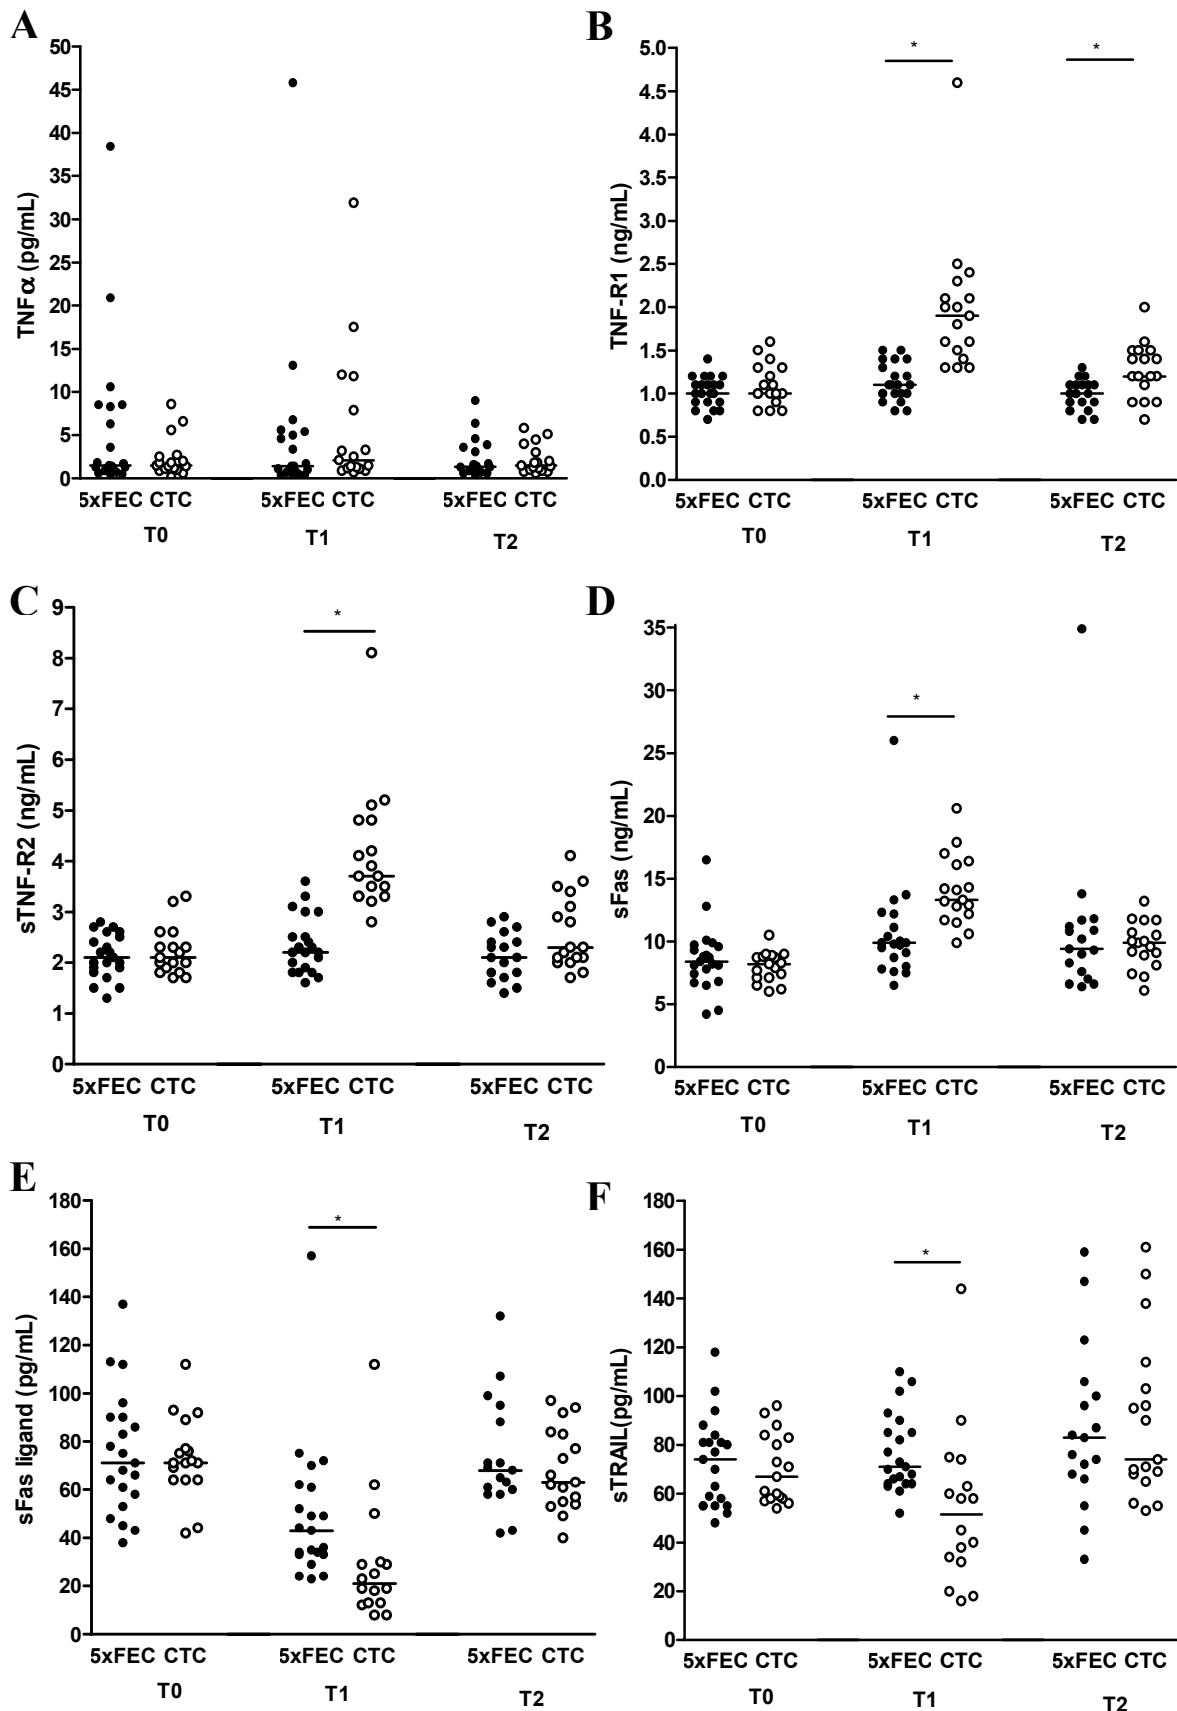 A
TNFα (pg/mL)
50
45
40
35
30
25
20
15
10
5
0
5xFEC CTC 5xFEC CTC 5xFEC CTC
T0 T1 T2
B
TNF-R1 (ng/mL)
5.0
4.5
4.0
3.5
3.0
2.5
2.0
1.5
1.0
0.5
0.0
* *
5xFEC CTC 5xFEC CTC 5xFEC CTC
T0 T1 T2
C
sTNF-R2 (ng/mL)
9
8
7
6
5
4
3
2
1
0
*
5xFEC CTC 5xFEC CTC 5xFEC CTC
T0 T1 T2
D
sFas (ng/mL)
35
30
25
20
15
10
5
0
*
5xFEC CTC 5xFEC CTC 5xFEC CTC
T0 T1 T2
E
sFas ligand (pg/mL)
180
160
140
120
100
80
60
40
20
0
*
5xFEC CTC 5xFEC CTC 5xFEC CTC
T0 T1 T2
F
sTRAIL(pg/mL)
180
160
140
120
100
80
60
40
20
0
*
5xFEC CTC 5xFEC CTC 5xFEC CTC
T0 T1 T2